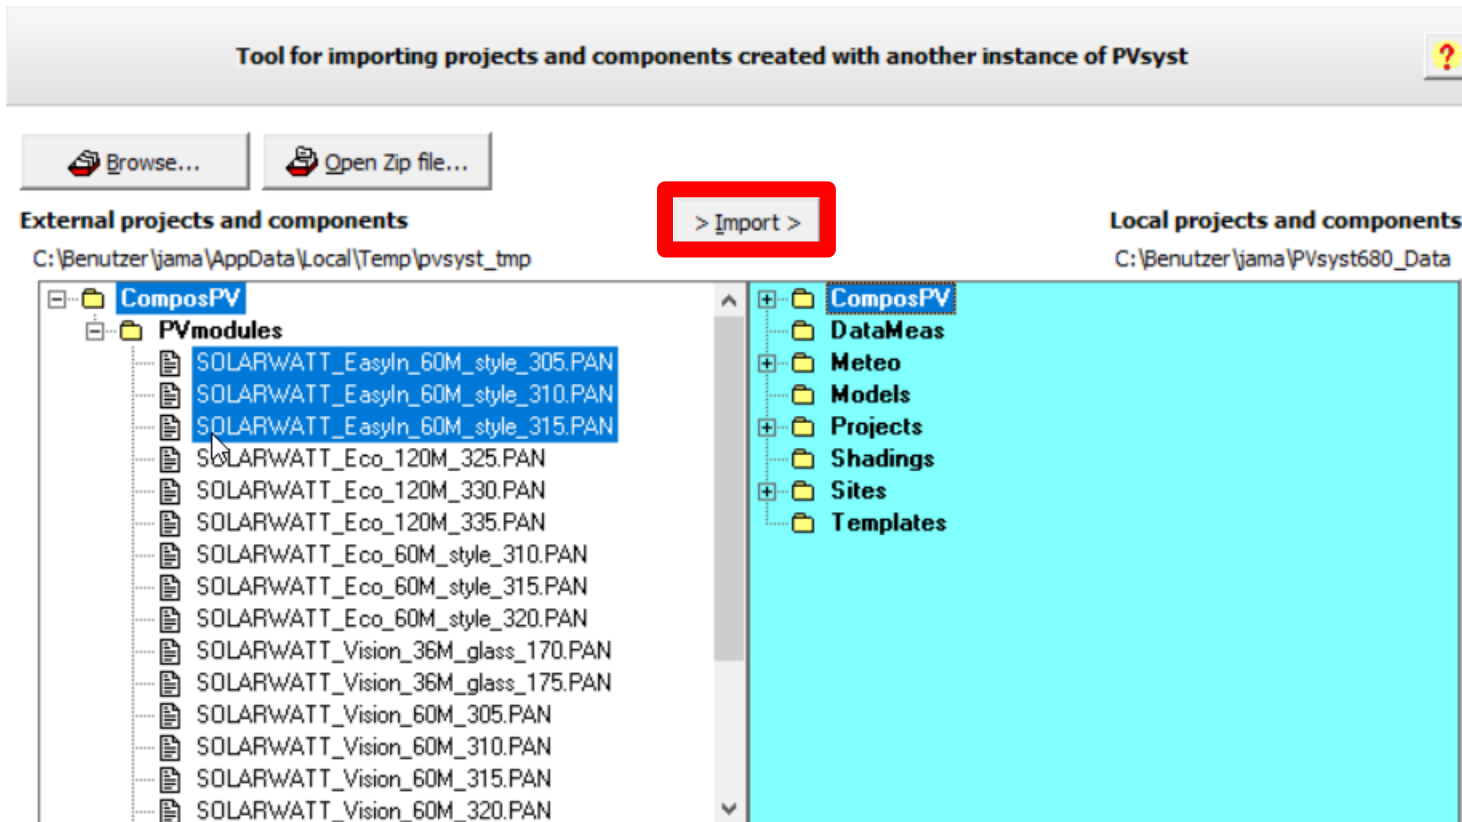 Tool for importing projects and components created with another instance of PVsyst
?
Browse...
Open Zip file...
External projects and components
> Import >
Local projects and components
C:\Benutzer\jama\AppData\Local\Temp\pvsyst_tmp
C:\Benutzer\jama\PVsyst680_Data
ComposPV
PVmodules
SOLARWATT_EasyIn_60M_style_305.PAN
SOLARWATT_EasyIn_60M_style_310.PAN
SOLARWATT_EasyIn_60M_style_315.PAN
SOLARWATT_Eco_120M_325.PAN
SOLARWATT_Eco_120M_330.PAN
SOLARWATT_Eco_120M_335.PAN
SOLARWATT_Eco_60M_style_310.PAN
SOLARWATT_Eco_60M_style_315.PAN
SOLARWATT_Eco_60M_style_320.PAN
SOLARWATT_Vision_36M_glass_170.PAN
SOLARWATT_Vision_36M_glass_175.PAN
SOLARWATT_Vision_60M_305.PAN
SOLARWATT_Vision_60M_310.PAN
SOLARWATT_Vision_60M_315.PAN
SOLARWATT_Vision_60M_320.PAN
ComposPV
DataMeas
Meteo
Models
Projects
Shadings
Sites
Templates